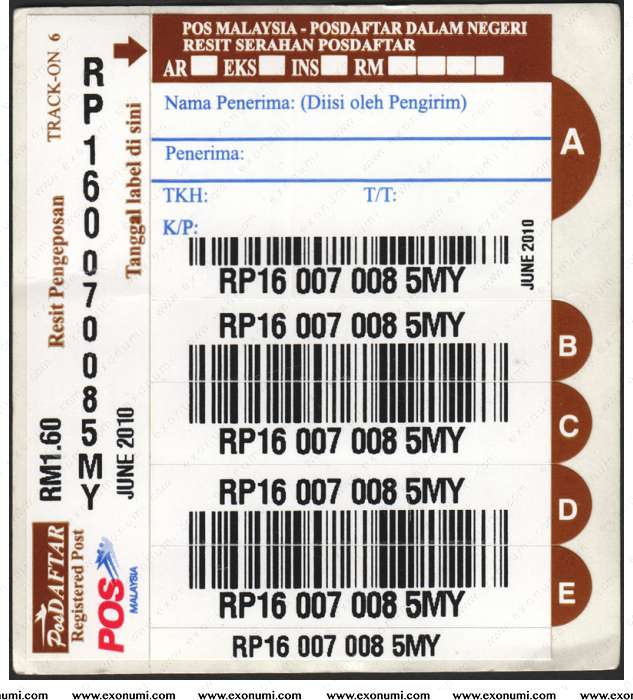 POS MALAYSIA - POSDAFTAR DALAM NEGERI
RESIT SERAHAN POSDAFTAR
AR EKS INS RM
Nama Penerima: (Diisi oleh Pengirim)
Penerima:
TKH: T/T:
K/P:
JUNE 2010
RP16 007 008 5MY
RP16 007 008 5MY
RP16 007 008 5MY
RP16 007 008 5MY
RP16 007 008 5MY
RP16 007 008 5MY
A
B
C
D
E
TRACK-ON 6
Resit Pengeposan
RM1.60
RP160070085MY
Tanggal label di sini
JUNE 2010
PosDAFTAR
Registered Post
POS
MALAYSIA
numi.com www.exonumi.com www.exonumi.com www.exonumi.com www.exonumi.com www.exo